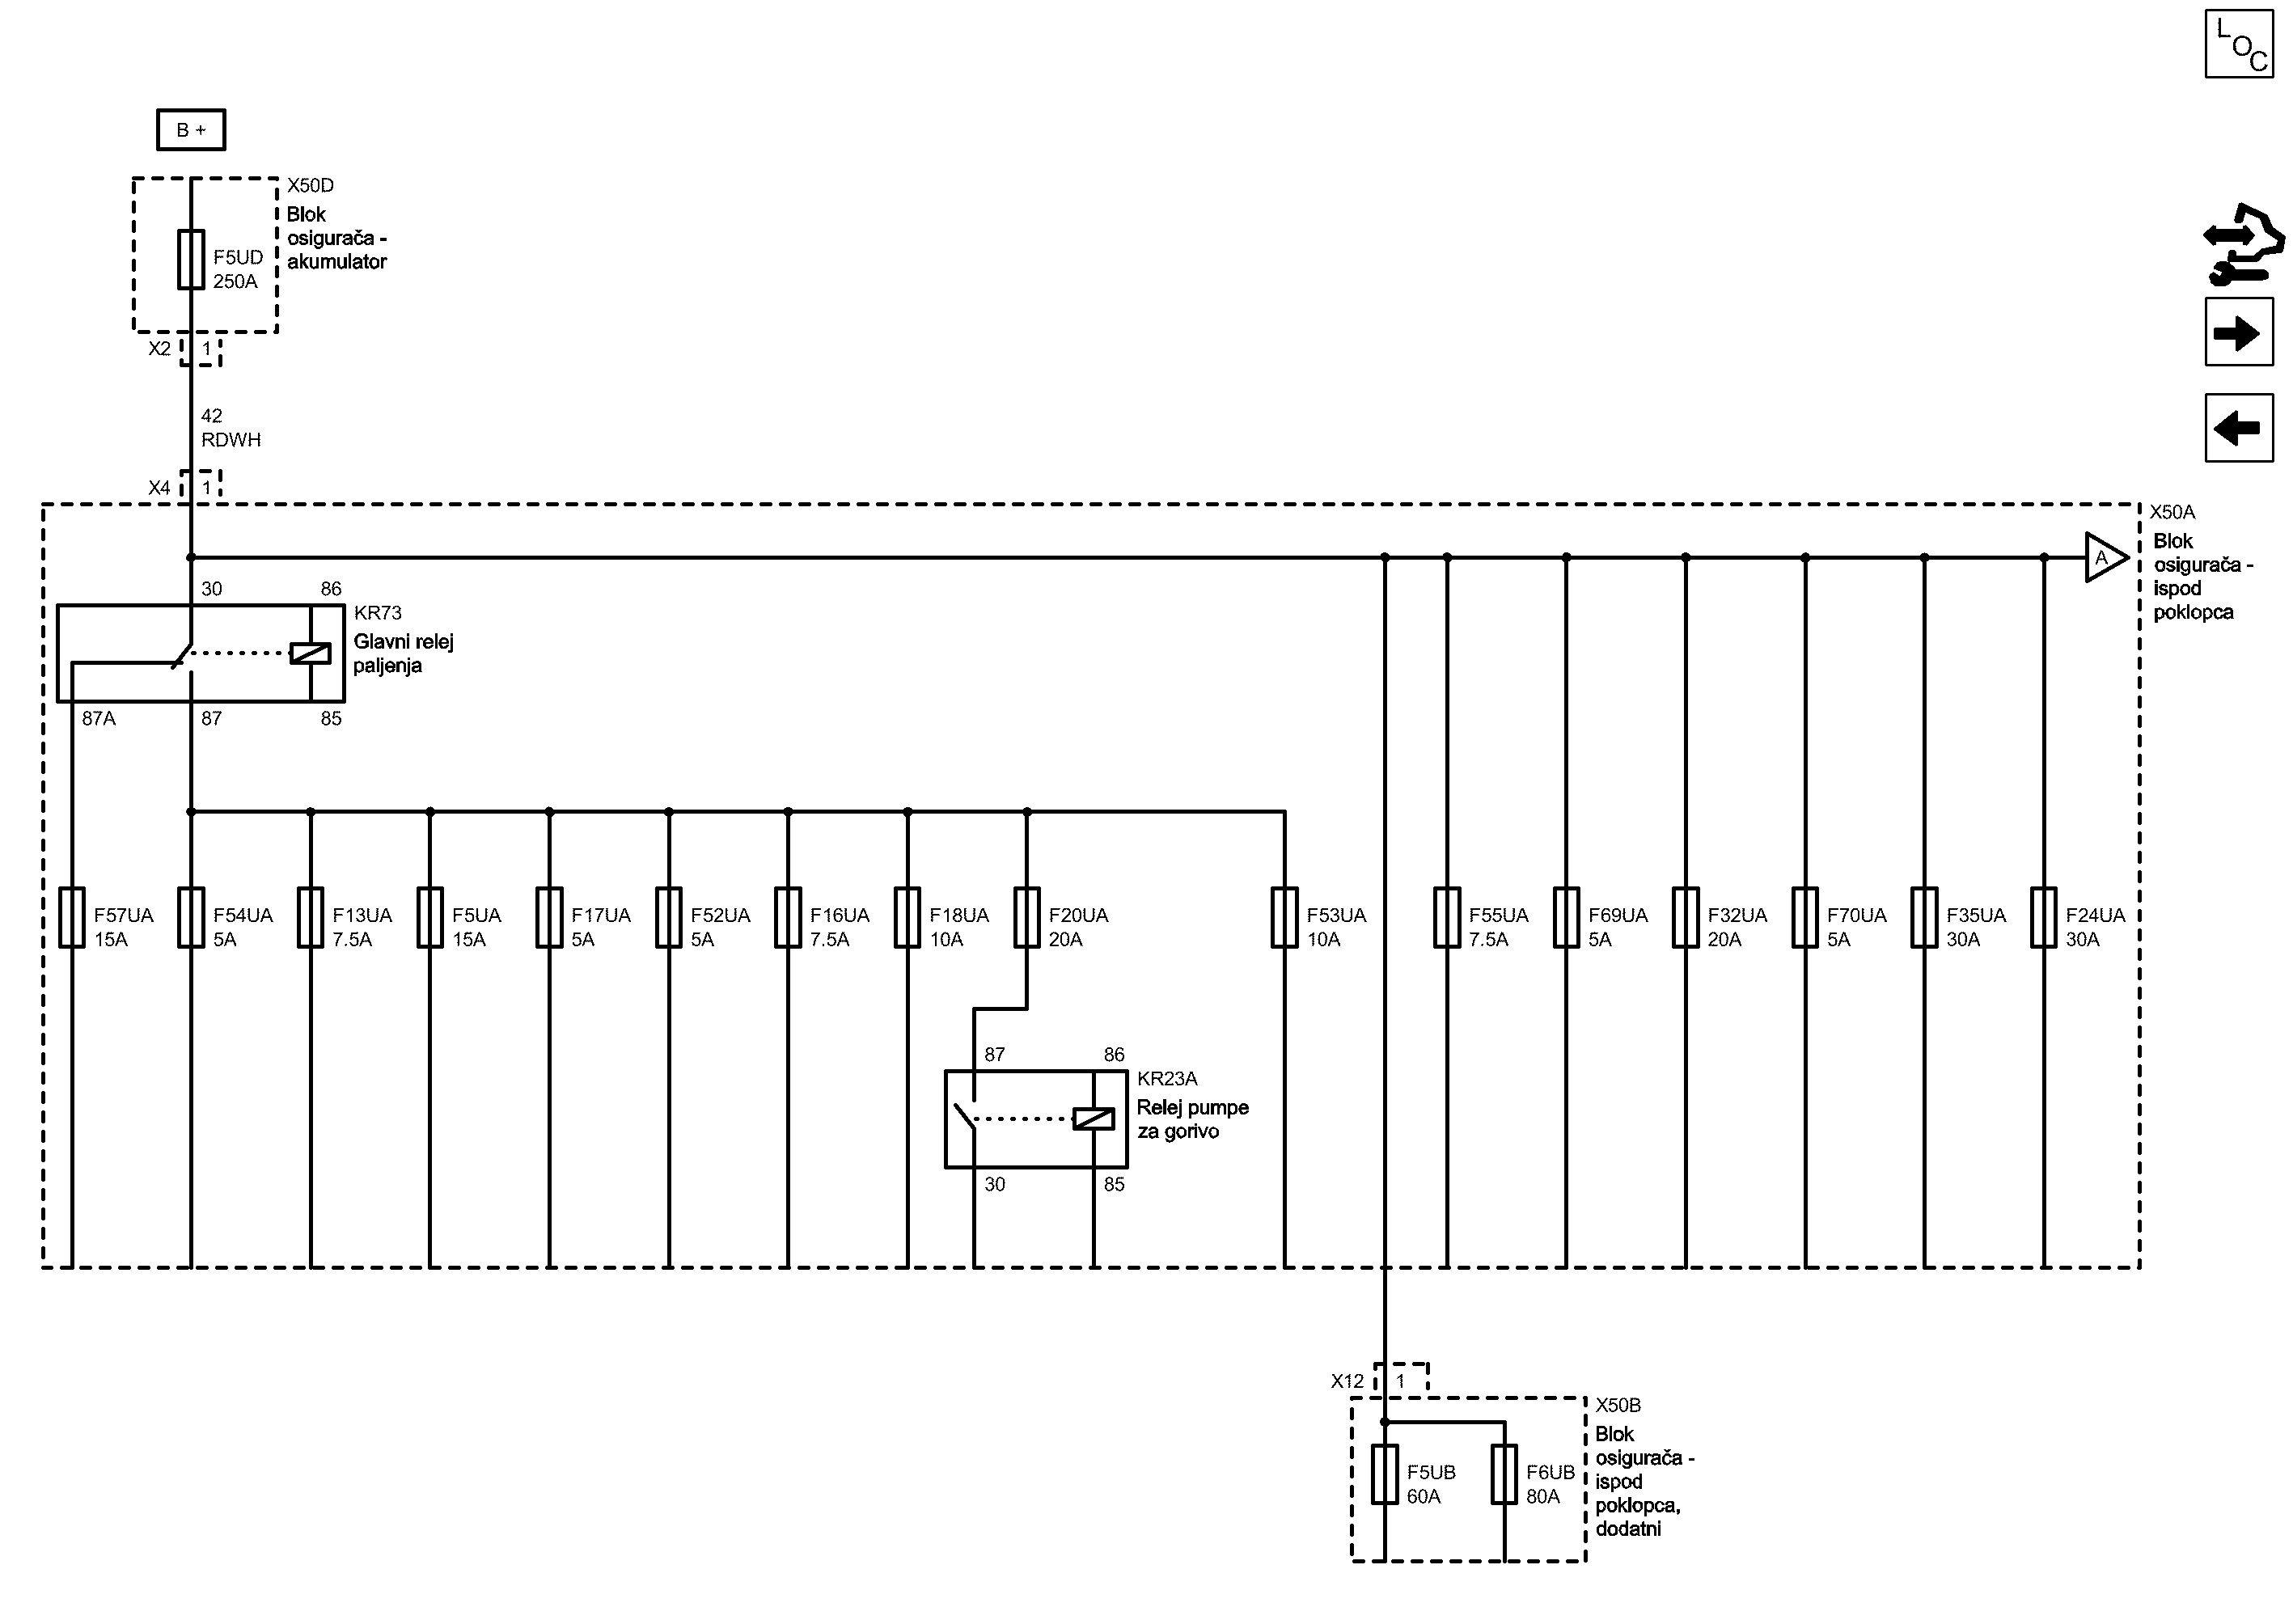 LOC
B +
X50D
Blok
osigurača -
akumulator
F5UD
250A
X2 1
42
RDWH
X4 1
X50A
Blok
osigurača -
ispod
poklopca
A
30 86
KR73
Glavni relej
paljenja
87A 87 85
F57UA F54UA F13UA F5UA F17UA F52UA F16UA F18UA F20UA F53UA F55UA F69UA F32UA F70UA F35UA F24UA
15A 5A 7.5A 15A 5A 5A 7.5A 10A 20A 10A 7.5A 5A 20A 5A 30A 30A
87 86
KR23A
Relej pumpe
za gorivo
30 85
X12 1
X50B
Blok
osigurača -
ispod
poklopca,
dodatni
F5UB F6UB
60A 80A